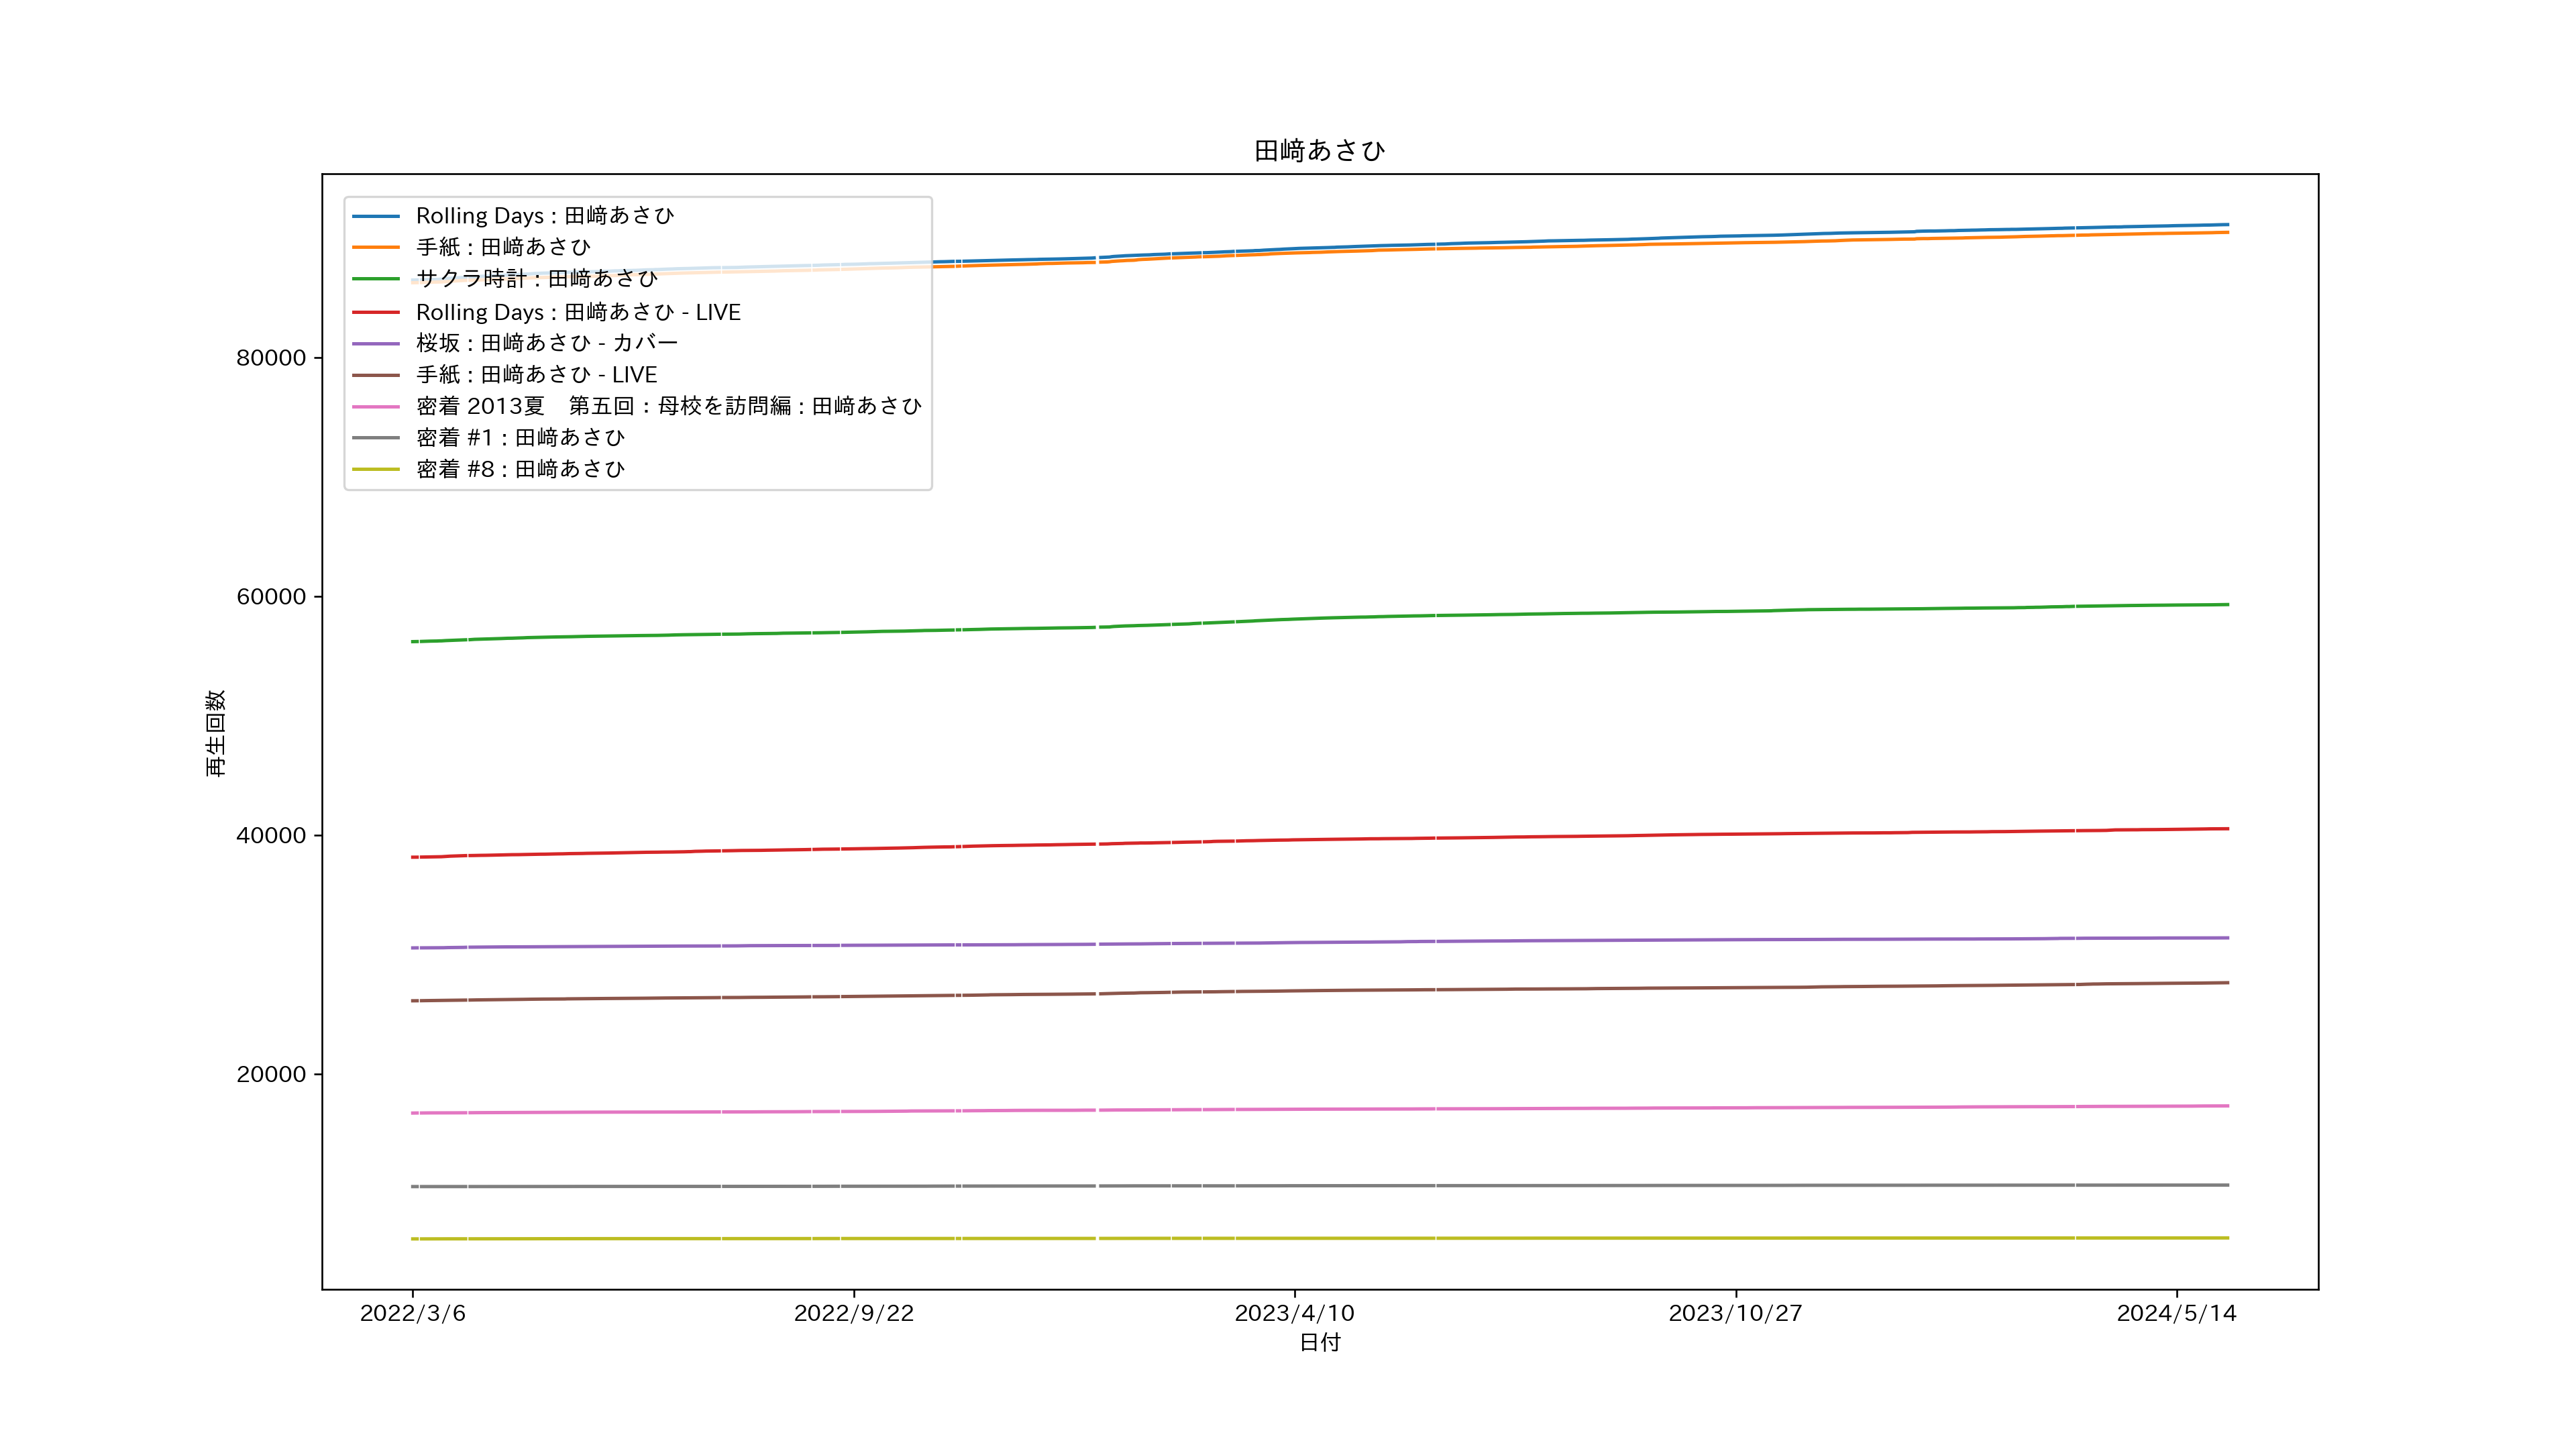 田﨑あさひ
Rolling Days : 田﨑あさひ
手紙 : 田﨑あさひ
サクラ時計 : 田﨑あさひ
Rolling Days : 田﨑あさひ - LIVE
桜坂 : 田﨑あさひ - カバー
手紙 : 田﨑あさひ - LIVE
密着 2013夏　第五回：母校を訪問編 : 田﨑あさひ
密着 #1 : 田﨑あさひ
密着 #8 : 田﨑あさひ
再生回数
80000
60000
40000
20000
2022/3/6 2022/9/22 2023/4/10 2023/10/27 2024/5/14
日付